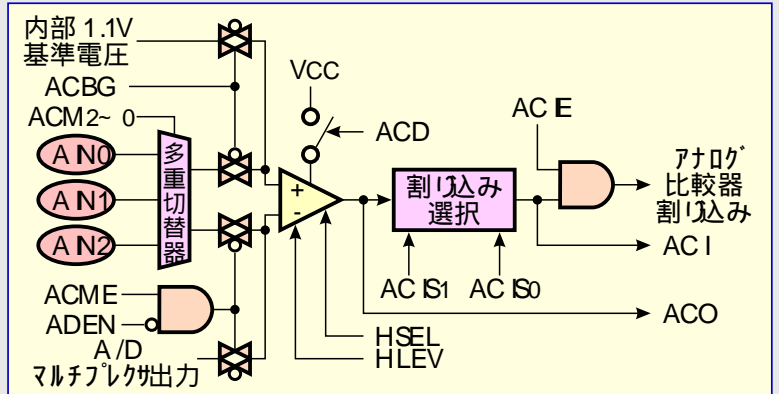 内部 1.1V
基準電圧
ACBG
ACM2~ 0
AIN0
AIN1
AIN2
多重切替器
ACME
ADEN
A/D
マルチプレクサ出力
VCC
ACD
+
-
HSEL
HLEV
割り込み
選択
ACIS1
ACIS0
ACIE
アナログ
比較器
割り込み
ACI
ACO